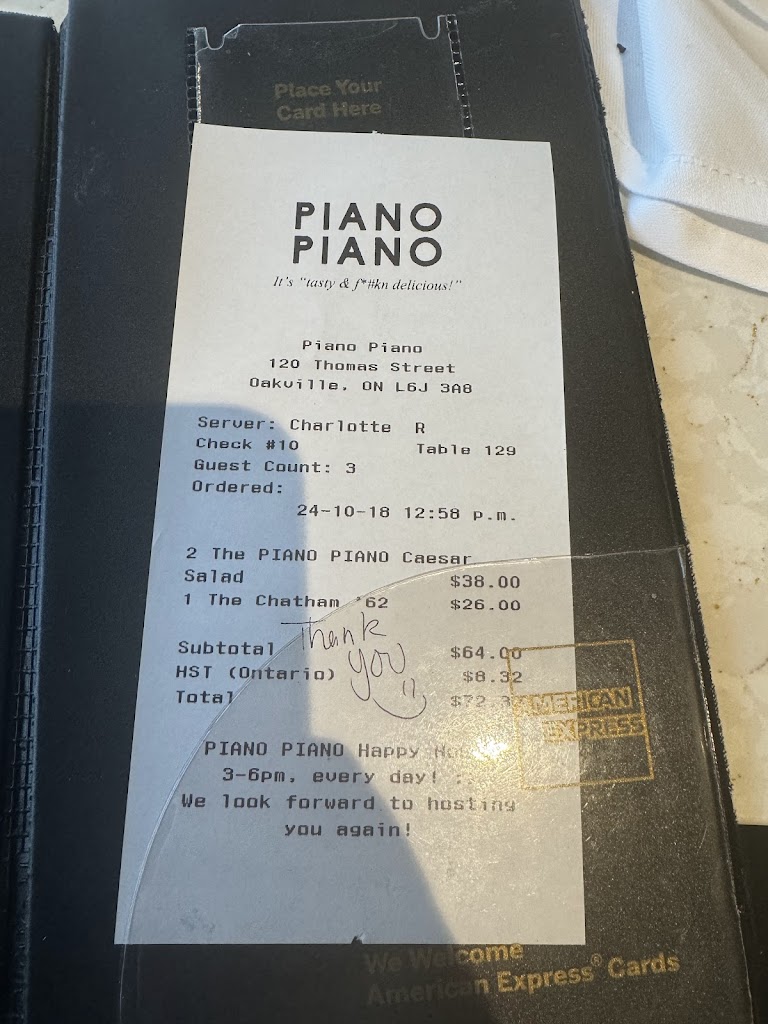 Place Your
Card Here
PIANO
PIANO
It's "tasty & f*#kn delicious!"
Piano Piano
120 Thomas Street
Oakville, ON L6J 3A8
Server: Charlotte R
Check #10 Table 129
Guest Count: 3
Ordered:
24-10-18 12:58 p.m.
2 The PIANO PIANO Caesar
Salad $38.00
1 The Chatham '62 $26.00
Thank
you
Subtotal $64.00
HST (Ontario) $8.32
Total $72.3
AMERICAN
EXPRESS
PIANO PIANO Happy
3-6pm, every day! :
We look forward to hosting
you again!
We Welcome
American Express® Cards